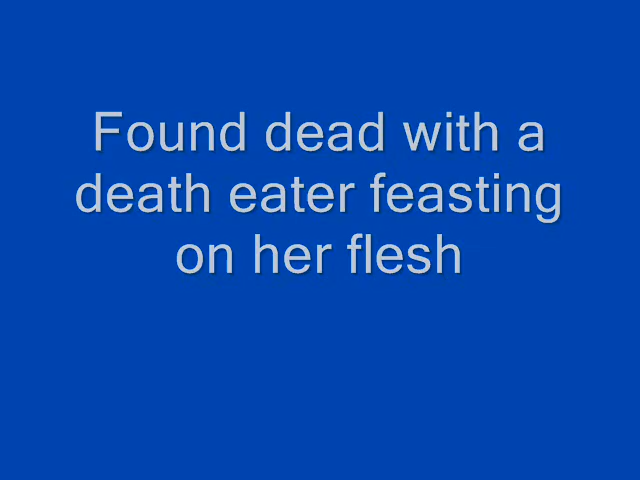 Found dead with a
death eater feasting
on her flesh